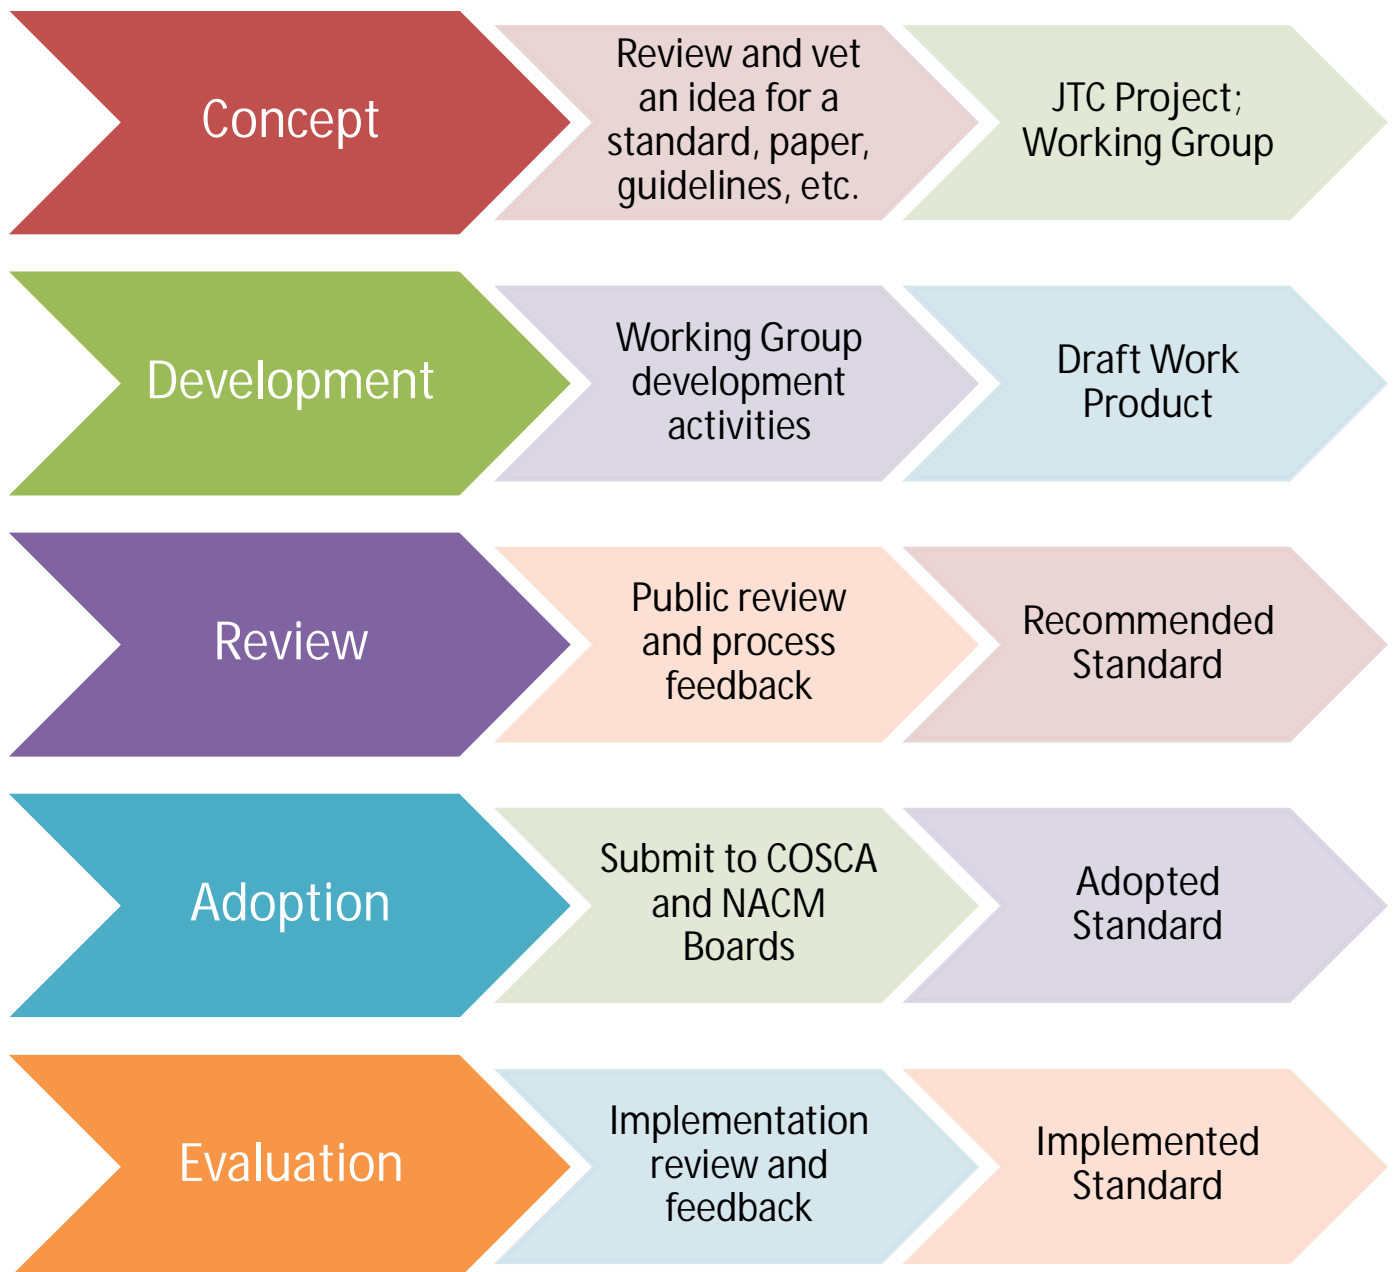 Concept
Review and vet
an idea for a
standard, paper,
guidelines, etc.
JTC Project;
Working Group
Development
Working Group
development
activities
Draft Work
Product
Review
Public review
and process
feedback
Recommended
Standard
Adoption
Submit to COSCA
and NACM
Boards
Adopted
Standard
Evaluation
Implementation
review and
feedback
Implemented
Standard